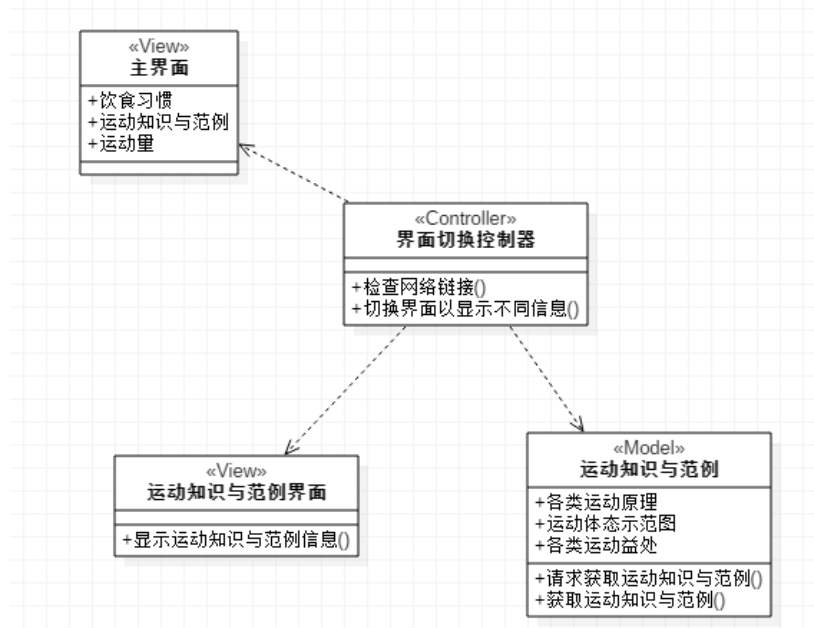 «View»
主界面
+饮食习惯
+运动知识与范例
+运动量
«Controller»
界面切换控制器
+检查网络链接()
+切换界面以显示不同信息()
«View»
运动知识与范例界面
+显示运动知识与范例信息()
«Model»
运动知识与范例
+各类运动原理
+运动体态示范图
+各类运动益处
+请求获取运动知识与范例()
+获取运动知识与范例()